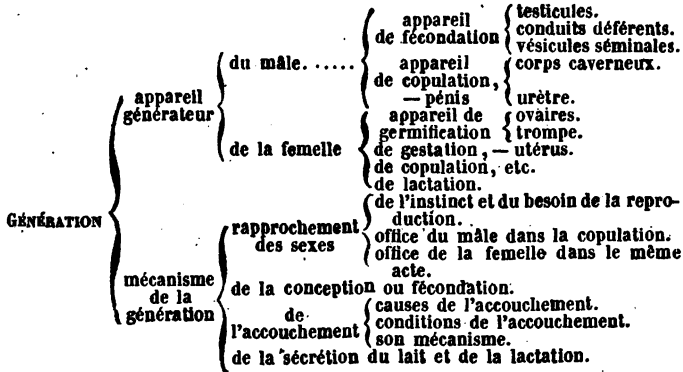 GÉNÉRATION
appareil
générateur
du mâle. .....
appareil
de fécondation
testicules.
conduits déférents.
vésicules séminales.
appareil
de copulation,
— pénis
corps caverneux.
urètre.
de la femelle
appareil de
germification
ovaires.
trompe.
de gestation, — utérus.
de copulation, etc.
de lactation.
mécanisme
de la
génération
rapprochement
des sexes
de l'instinct et du besoin de la repro-
duction.
office du mâle dans la copulation.
office de la femelle dans le même
acte.
de la conception ou fécondation.
de
l'accouchement
causes de l'accouchement.
conditions de l'accouchement.
son mécanisme.
de la sécrétion du lait et de la lactation.